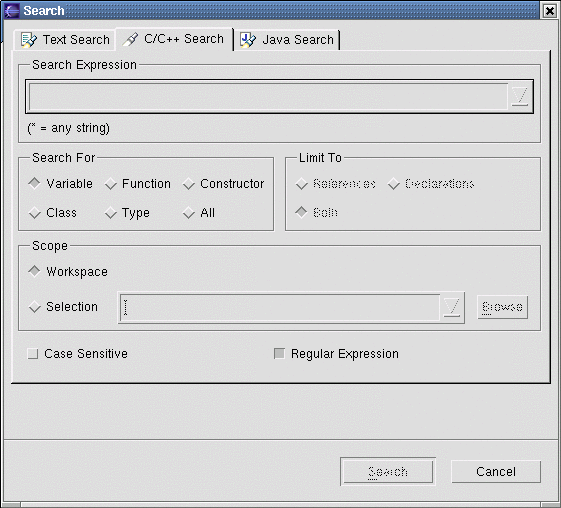 Search
Text Search C/C++ Search Java Search
Search Expression
(* = any string)
Search For
Variable Function Constructor
Class Type All
Limit To
References Declarations
Both
Scope
Workspace
Selection Browse
Case Sensitive Regular Expression
Search Cancel